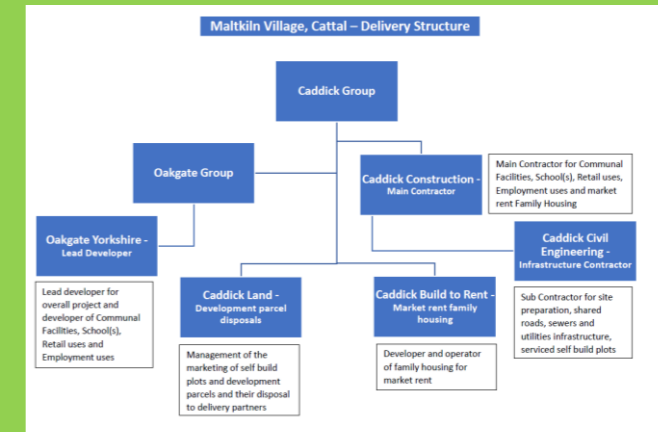 Maltkiln Village, Cattal – Delivery Structure
Caddick Group
Oakgate Group
Caddick Construction -
Main Contractor
Main Contractor for Communal
Facilities, School(s), Retail uses,
Employment uses and market
rent Family Housing
Oakgate Yorkshire -
Lead Developer
Caddick Civil
Engineering -
Infrastructure Contractor
Lead developer for
overall project and
developer of Communal
Facilities, School(s),
Retail uses and
Employment uses
Caddick Land -
Development parcel
disposals
Caddick Build to Rent -
Market rent family
housing
Sub Contractor for site
preparation, shared
roads, sewers and
utilities infrastructure,
serviced self build plots
Management of the
marketing of self build
plots and development
parcels and their disposal
to delivery partners
Developer and operator
of family housing for
market rent